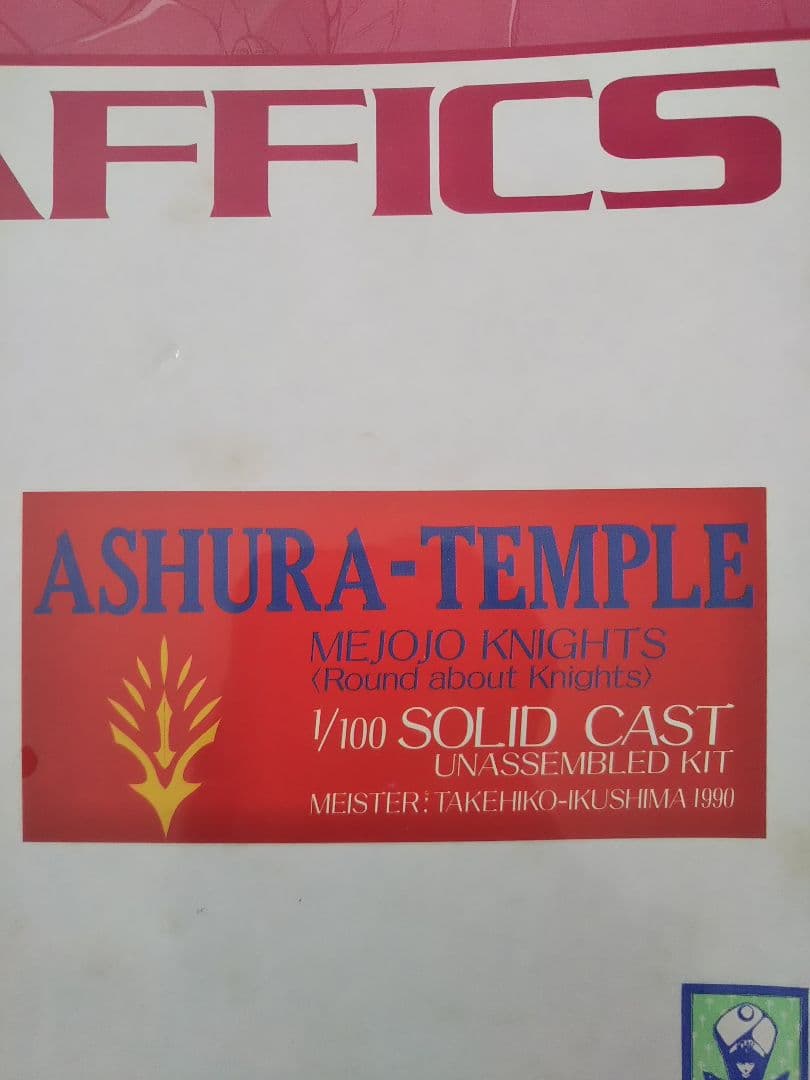 AFFICS
ASHURA-TEMPLE
MEJOJO KNIGHTS
〈Round about Knights〉
1/100 SOLID CAST
UNASSEMBLED KIT
MEISTER: TAKEHIKO-IKUSHIMA 1990